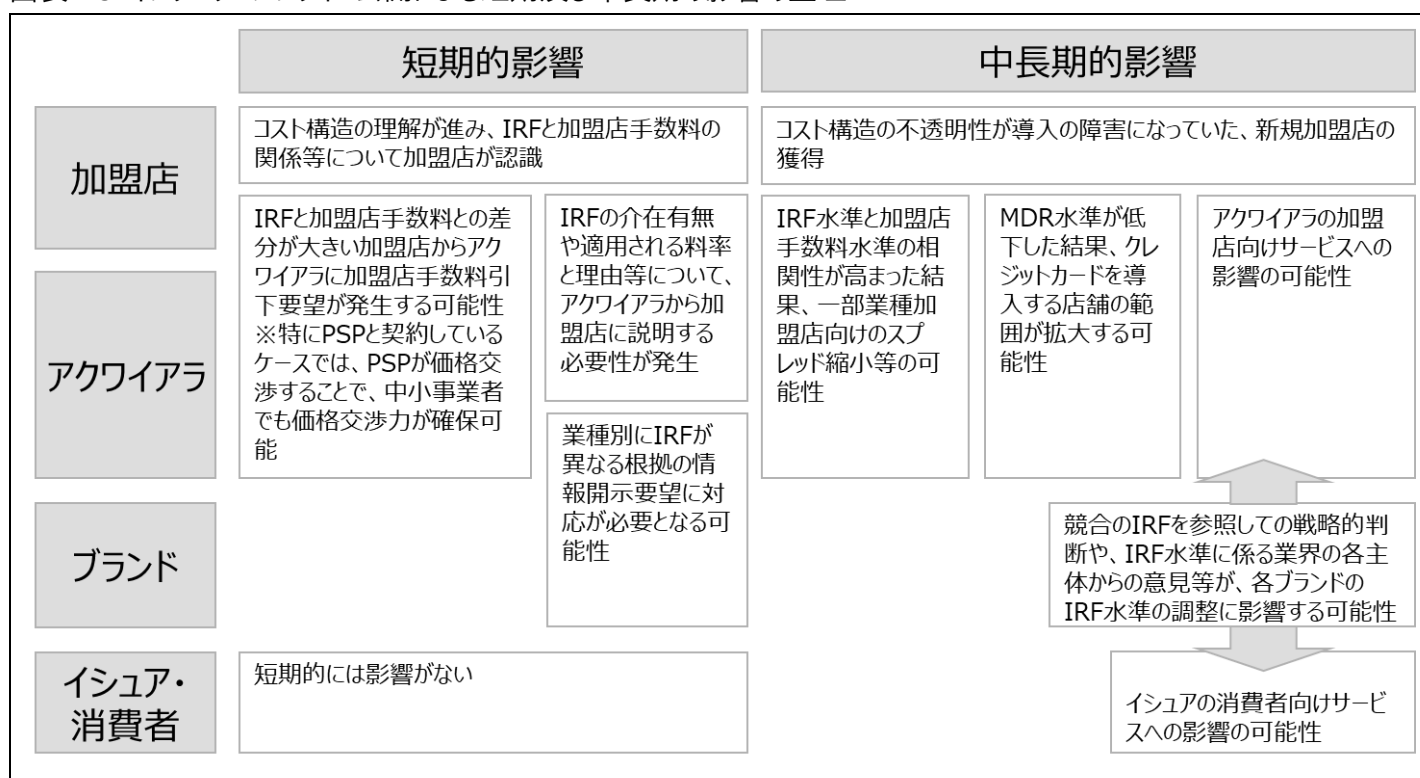 短期的影響
中長期的影響
加盟店
コスト構造の理解が進み、IRFと加盟店手数料の
関係等について加盟店が認識
コスト構造の不透明性が導入の障害になっていた、新規加盟店の
獲得
アクワイアラ
IRFと加盟店手数料との差
分が大きい加盟店からアク
ワイアラに加盟店手数料引
下要望が発生する可能性
※特にPSPと契約している
ケースでは、PSPが価格交
渉することで、中小事業者
でも価格交渉力が確保可
能
IRFの介在有無
や適用される料率
と理由等について、
アクワイアラから加
盟店に説明する
必要性が発生
IRF水準と加盟店
手数料水準の相
関性が高まった結
果、一部業種加
盟店向けのスプ
レッド縮小等の可
能性
MDR水準が低
下した結果、クレ
ジットカードを導
入する店舗の範
囲が拡大する可
能性
アクワイアラの加盟
店向けサービスへの
影響の可能性
ブランド
業種別にIRFが
異なる根拠の情
報開示要望に対
応が必要となる可
能性
競合のIRFを参照しての戦略的判
断や、IRF水準に係る業界の各主
体からの意見等が、各ブランドの
IRF水準の調整に影響する可能性
イシュア・
消費者
短期的には影響がない
イシュアの消費者向けサービ
スへの影響の可能性